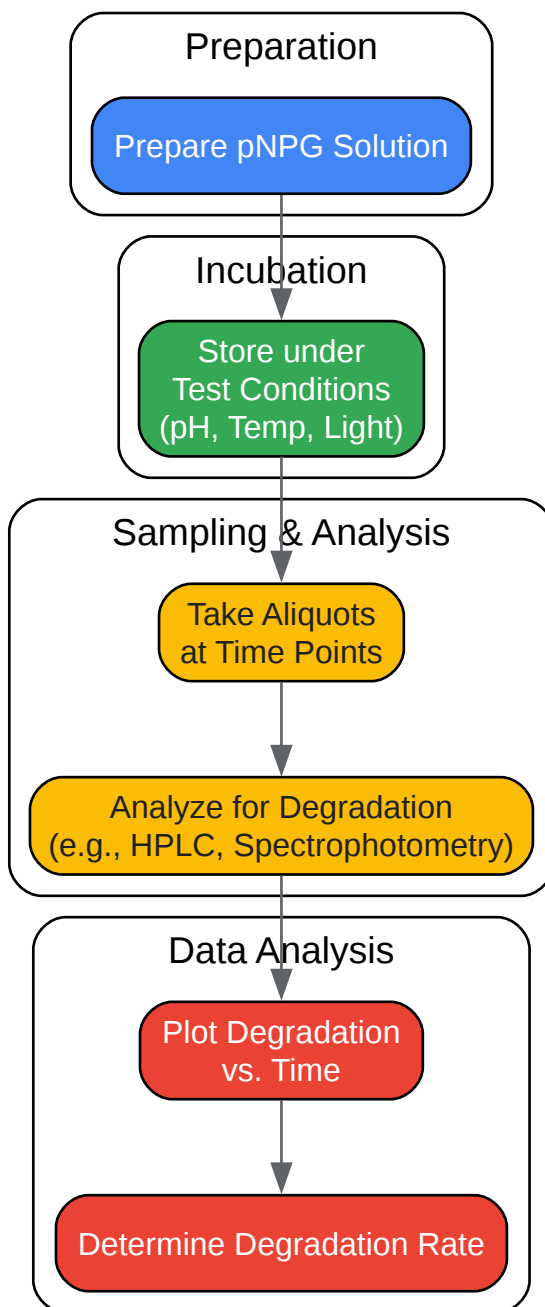 Preparation
Prepare pNPG Solution
Incubation
Store under
Test Conditions
(pH, Temp, Light)
Sampling & Analysis
Take Aliquots
at Time Points
Analyze for Degradation
(e.g., HPLC, Spectrophotometry)
Data Analysis
Plot Degradation
vs. Time
Determine Degradation Rate